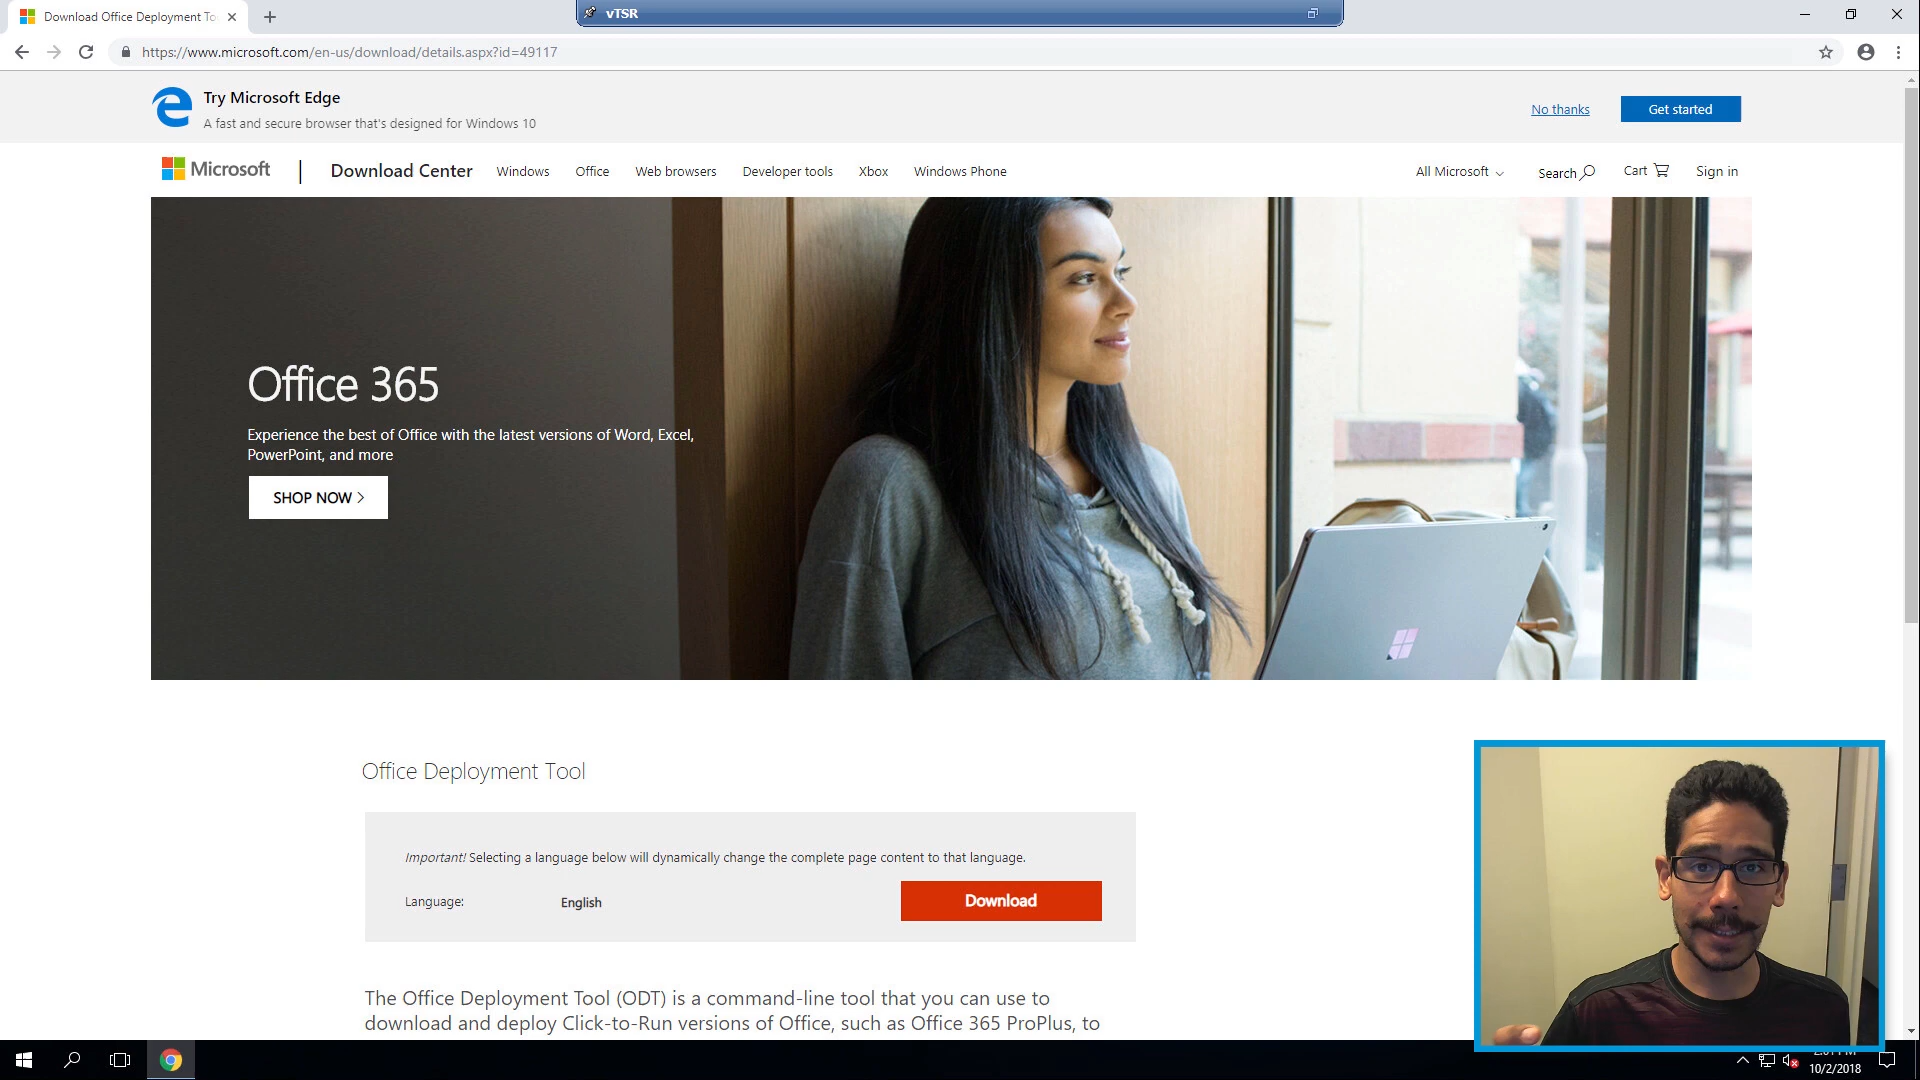 Download Office Deployment To
vTSR
https://www.microsoft.com/en-us/download/details.aspx?id=49117
Try Microsoft Edge
A fast and secure browser that's designed for Windows 10
No thanks
Get started
Microsoft
Download Center
Windows
Office
Web browsers
Developer tools
Xbox
Windows Phone
All Microsoft
Search
Cart
Sign in
Office 365
Experience the best of Office with the latest versions of Word, Excel,
PowerPoint, and more
SHOP NOW
Office Deployment Tool
Important! Selecting a language below will dynamically change the complete page content to that language.
Language:
English
Download
The Office Deployment Tool (ODT) is a command-line tool that you can use to
download and deploy Click-to-Run versions of Office, such as Office 365 ProPlus, to
10/2/2018